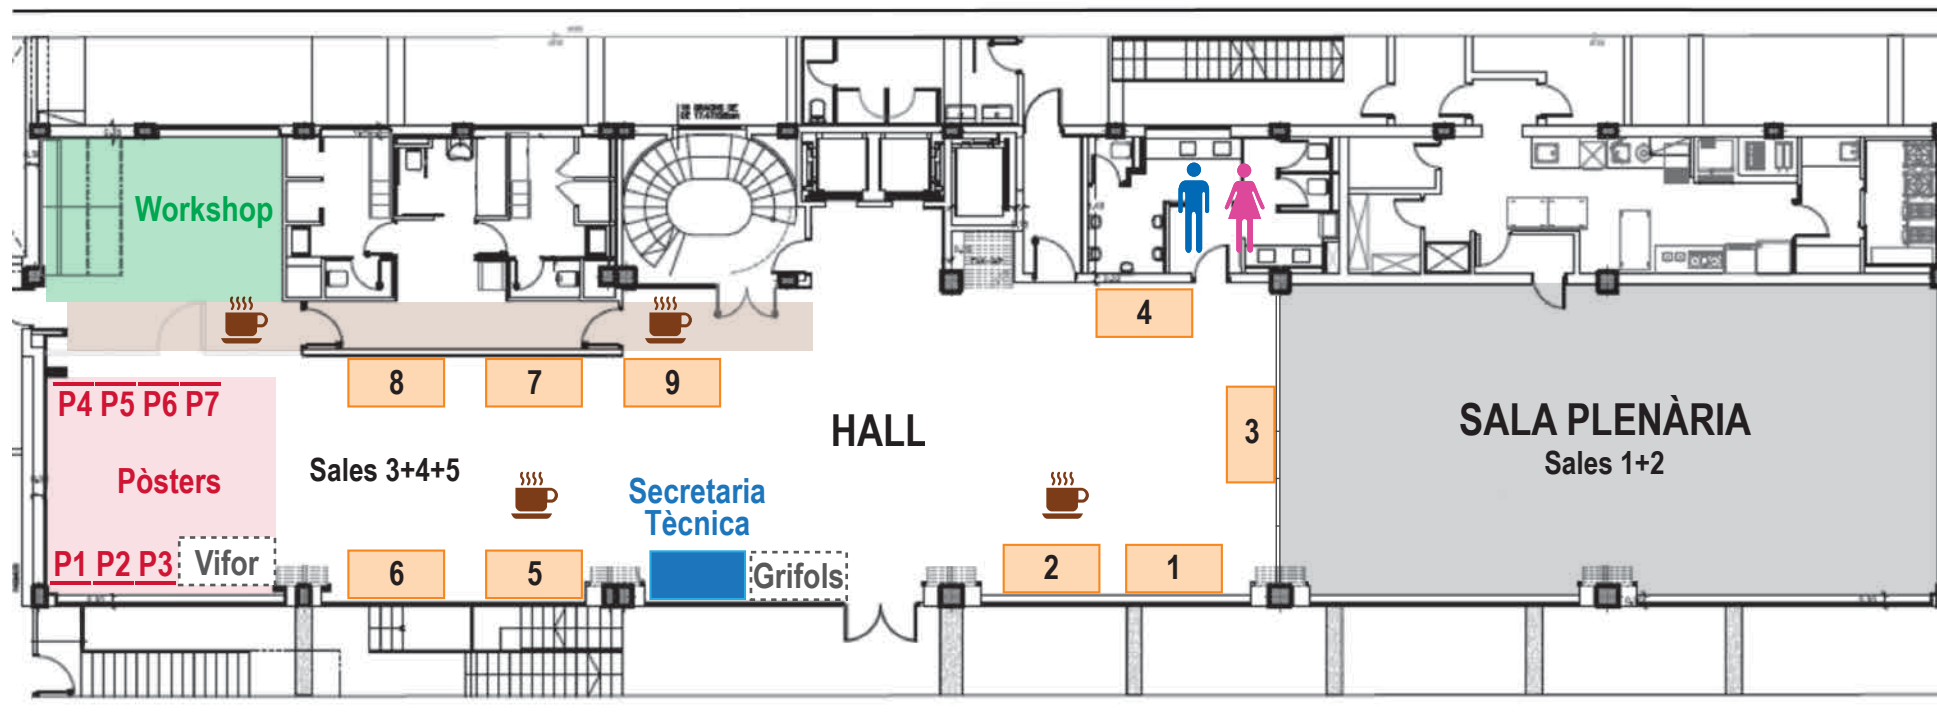 Workshop
4
8
7
9
P4 P5 P6 P7
HALL
3
SALA PLENÀRIA
Sales 1+2
Pòsters
Sales 3+4+5
Secretaria
Tècnica
P1 P2 P3
Vifor
6
5
Grifols
2
1